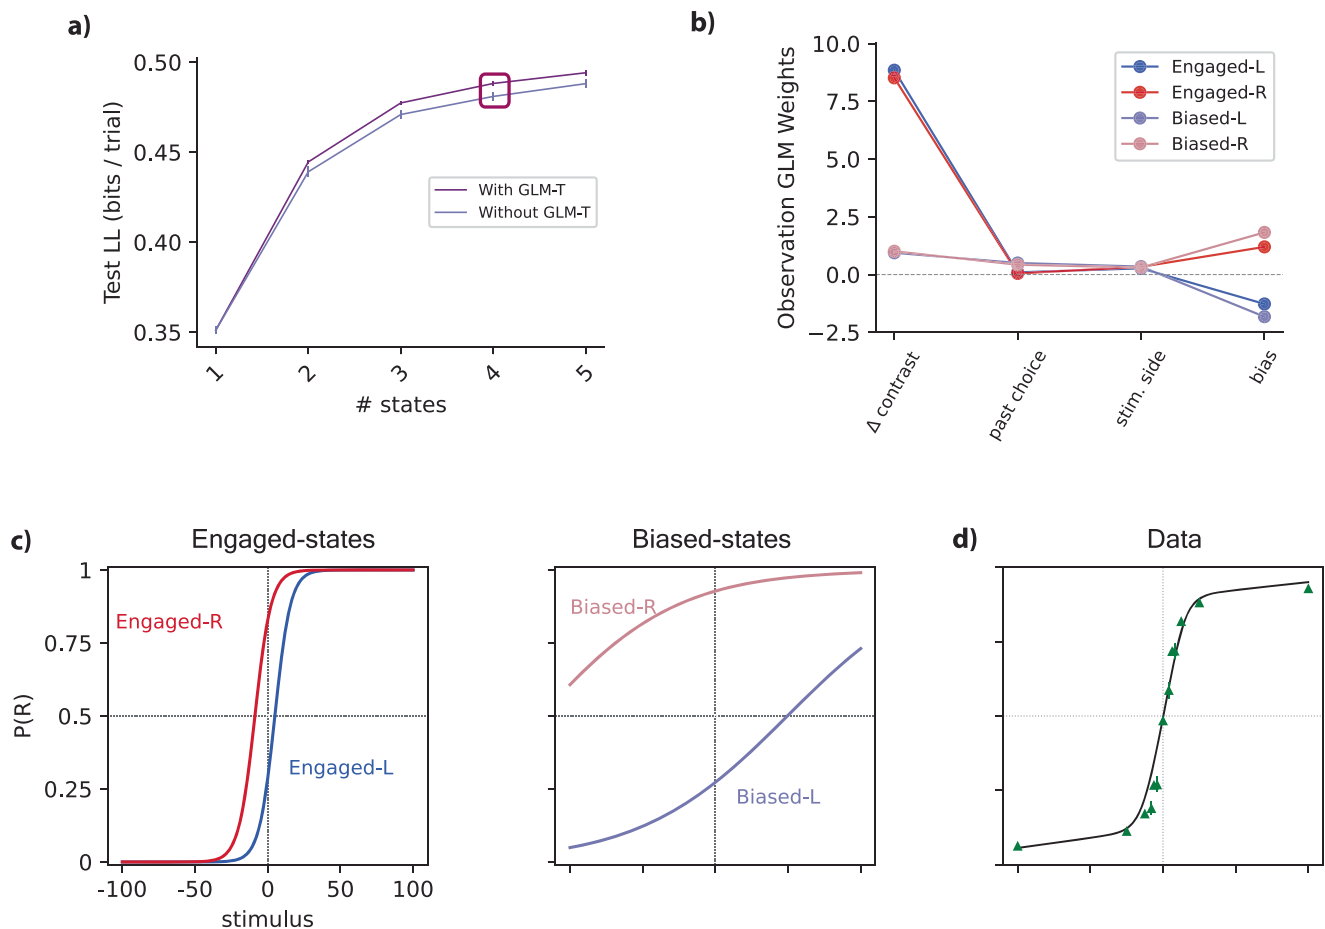 a)
Test LL (bits / trial)
0.50
0.45
0.40
0.35
With GLM-T
Without GLM-T
1
2
3
4
5
# states
b)
Observation GLM Weights
10.0
7.5
5.0
2.5
0.0
−2.5
Engaged-L
Engaged-R
Biased-L
Biased-R
Δ contrast
past choice
stim. side
bias
c)
Engaged-states
P(R)
1
0.75
0.5
0.25
0
Engaged-R
Engaged-L
-100
-50
0
50
100
stimulus
Biased-states
Biased-R
Biased-L
d)
Data